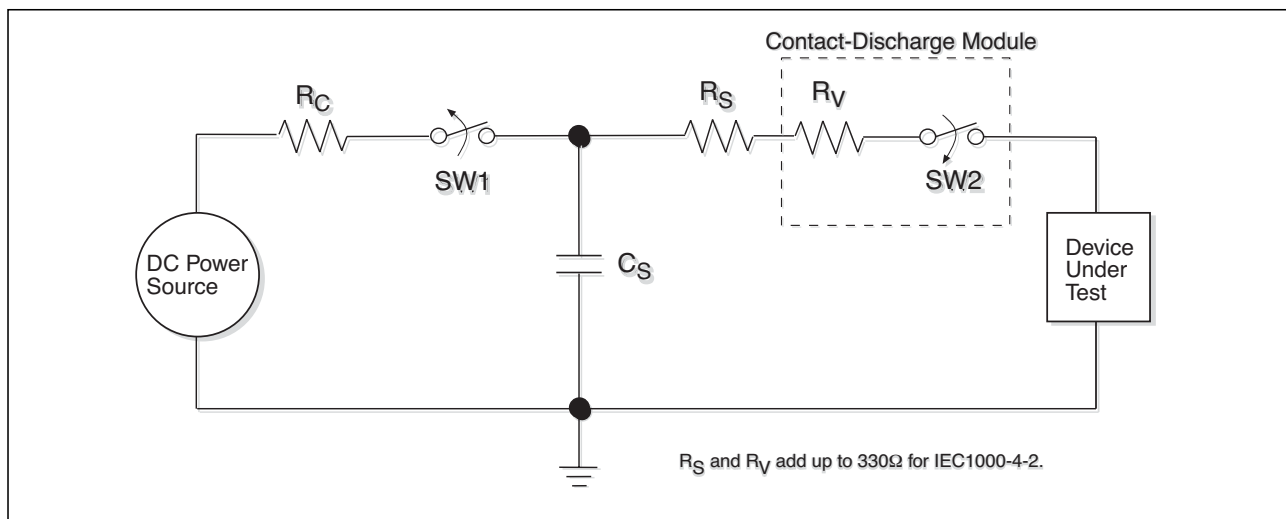 Contact-Discharge Module
RC
RS
RV
SW1
SW2
DC Power
Source
CS
Device
Under
Test
RS and RV add up to 330Ω for IEC1000-4-2.